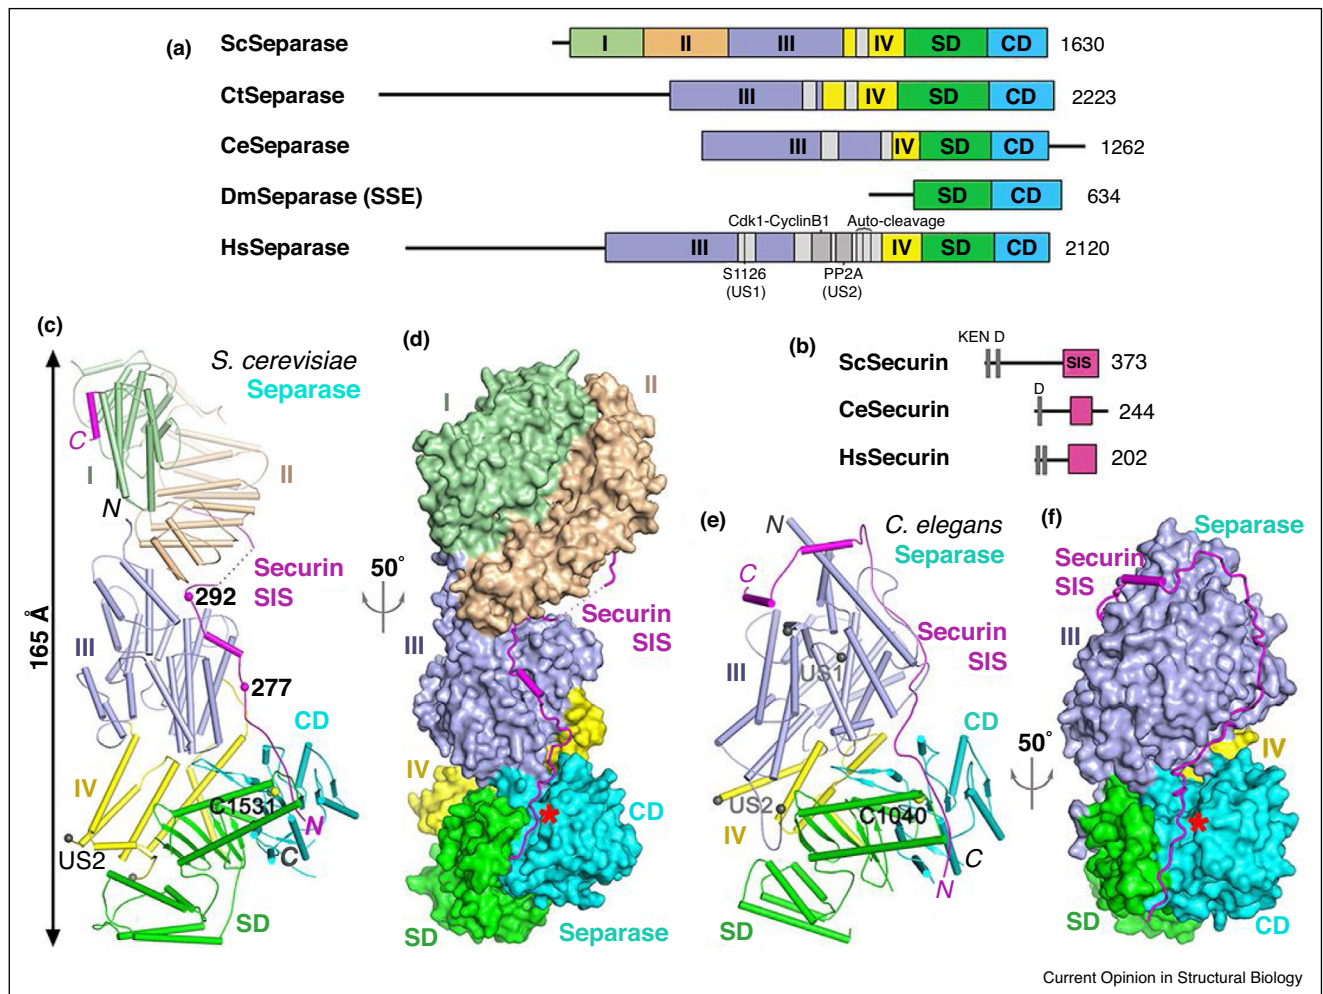 (a)
ScSeparase I II III IV SD CD 1630
CtSeparase III IV SD CD 2223
CeSeparase III IV SD CD 1262
DmSeparase (SSE) SD CD 634
Cdk1-CyclinB1 Auto-cleavage
HsSeparase III IV SD CD 2120
S1126 PP2A
(US1) (US2)
(b)
KEN D
ScSecurin SIS 373
D
CeSecurin 244
HsSecurin 202
(c)
S. cerevisiae
Separase
165 Å
C
I
II
N
Securin
SIS
292
III
277
CD
IV
C1531
N
US2
C
SD
50°
(d)
I
II
Securin
SIS
III
IV
CD
*
SD
Separase
(e)
N
C. elegans
Separase
C
Securin
SIS
III
US1
CD
US2
IV
C1040
C
N
SD
50°
(f)
Separase
Securin
SIS
III
IV
*
SD
CD
Current Opinion in Structural Biology